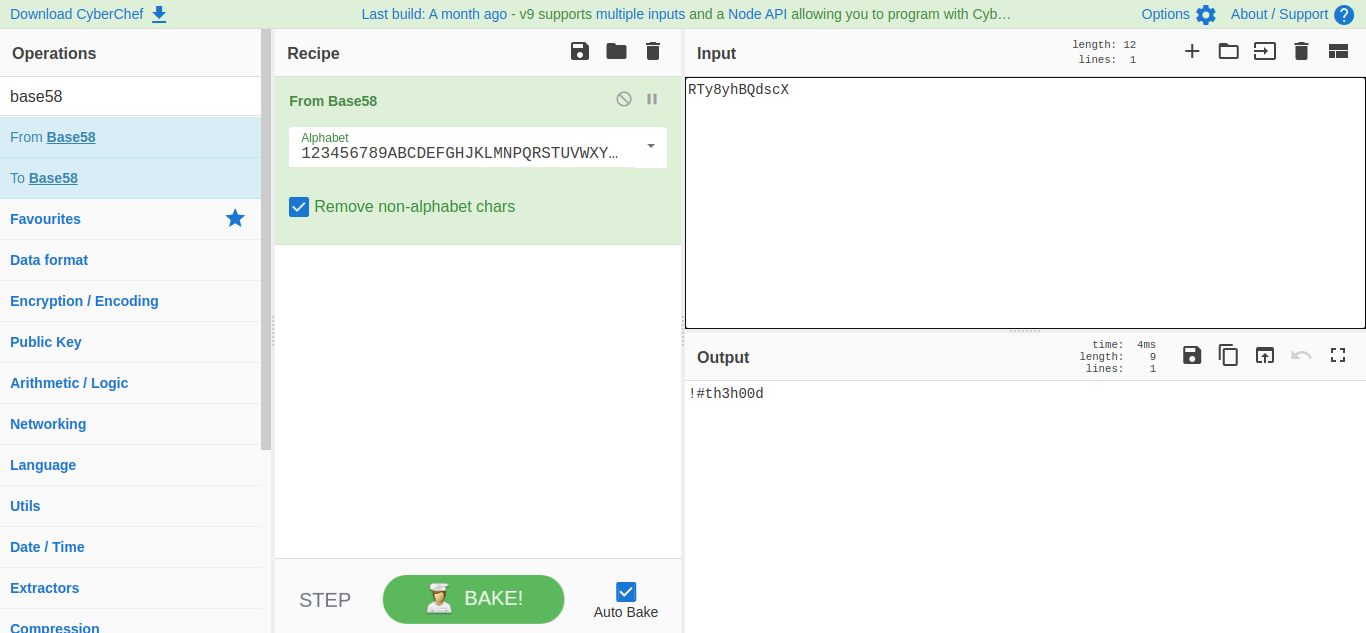 Download CyberChef
Last build: A month ago - v9 supports multiple inputs and a Node API allowing you to program with Cyb…
Options
About / Support
Operations
base58
From Base58
To Base58
Favourites
Data format
Encryption / Encoding
Public Key
Arithmetic / Logic
Networking
Language
Utils
Date / Time
Extractors
Compression
Recipe
From Base58
Alphabet
123456789ABCDEFGHJKLMNPQRSTUVWXY…
Remove non-alphabet chars
STEP
BAKE!
Auto Bake
Input
length: 12
lines: 1
RTy8yhBQdscX
Output
time: 4ms
length: 9
lines: 1
!#th3h00d